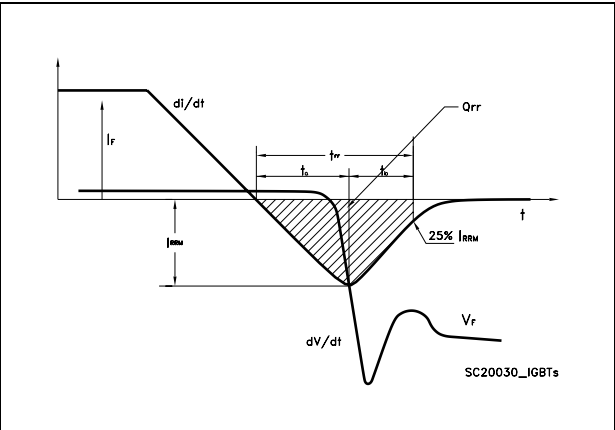 di/dt
Qrr
IF
trr
ta
tb
t
IRRM
25% IRRM
dV/dt
VF
SC20030_IGBTs